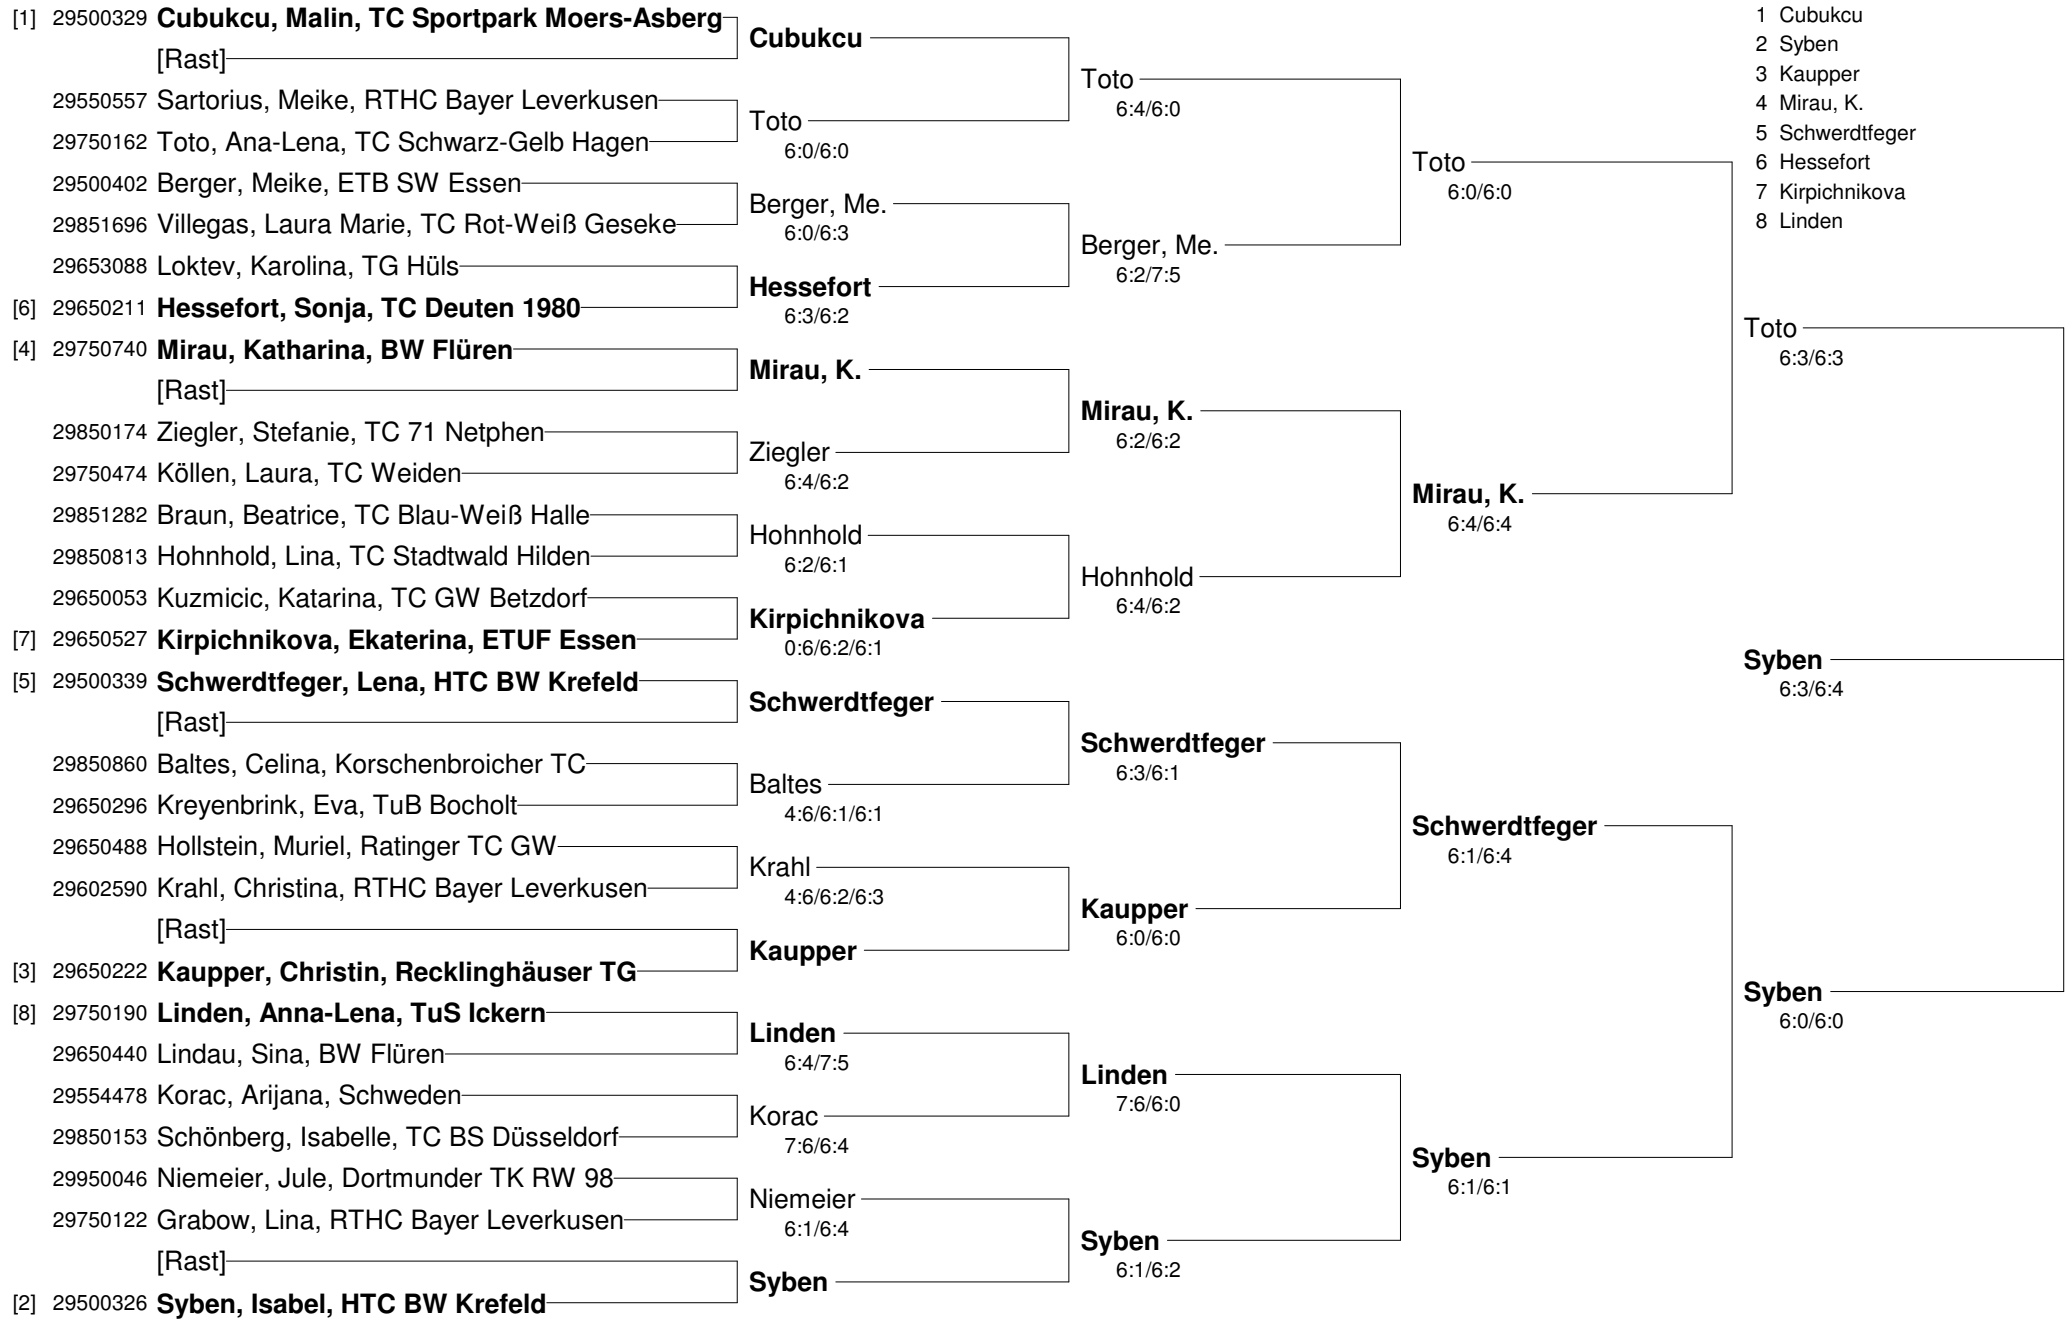 [1] 29500329 Cubukcu, Malin, TC Sportpark Moers-Asberg
[Rast]
29550557 Sartorius, Meike, RTHC Bayer Leverkusen
29750162 Toto, Ana-Lena, TC Schwarz-Gelb Hagen
29500402 Berger, Meike, ETB SW Essen
29851696 Villegas, Laura Marie, TC Rot-Weiß Geseke
29653088 Loktev, Karolina, TG Hüls
[6] 29650211 Hessefort, Sonja, TC Deuten 1980
[4] 29750740 Mirau, Katharina, BW Flüren
[Rast]
29850174 Ziegler, Stefanie, TC 71 Netphen
29750474 Köllen, Laura, TC Weiden
29851282 Braun, Beatrice, TC Blau-Weiß Halle
29850813 Hohnhold, Lina, TC Stadtwald Hilden
29650053 Kuzmicic, Katarina, TC GW Betzdorf
[7] 29650527 Kirpichnikova, Ekaterina, ETUF Essen
[5] 29500339 Schwerdtfeger, Lena, HTC BW Krefeld
[Rast]
29850860 Baltes, Celina, Korschenbroicher TC
29650296 Kreyenbrink, Eva, TuB Bocholt
29650488 Hollstein, Muriel, Ratinger TC GW
29602590 Krahl, Christina, RTHC Bayer Leverkusen
[Rast]
[3] 29650222 Kaupper, Christin, Recklinghäuser TG
[8] 29750190 Linden, Anna-Lena, TuS Ickern
29650440 Lindau, Sina, BW Flüren
29554478 Korac, Arijana, Schweden
29850153 Schönberg, Isabelle, TC BS Düsseldorf
29950046 Niemeier, Jule, Dortmunder TK RW 98
29750122 Grabow, Lina, RTHC Bayer Leverkusen
[Rast]
[2] 29500326 Syben, Isabel, HTC BW Krefeld
Cubukcu
Toto
6:0/6:0
Berger, Me.
6:0/6:3
Hessefort
6:3/6:2
Mirau, K.
Ziegler
6:4/6:2
Hohnhold
6:2/6:1
Kirpichnikova
0:6/6:2/6:1
Schwerdtfeger
Baltes
4:6/6:1/6:1
Krahl
4:6/6:2/6:3
Kaupper
Linden
6:4/7:5
Korac
7:6/6:4
Niemeier
6:1/6:4
Syben
Toto
6:4/6:0
Berger, Me.
6:2/7:5
Mirau, K.
6:2/6:2
Hohnhold
6:4/6:2
Schwerdtfeger
6:3/6:1
Kaupper
6:0/6:0
Linden
7:6/6:0
Syben
6:1/6:2
Toto
6:0/6:0
Mirau, K.
6:4/6:4
Schwerdtfeger
6:1/6:4
Syben
6:1/6:1
Toto
6:3/6:3
Syben
6:3/6:4
Syben
6:0/6:0
1 Cubukcu
2 Syben
3 Kaupper
4 Mirau, K.
5 Schwerdtfeger
6 Hessefort
7 Kirpichnikova
8 Linden